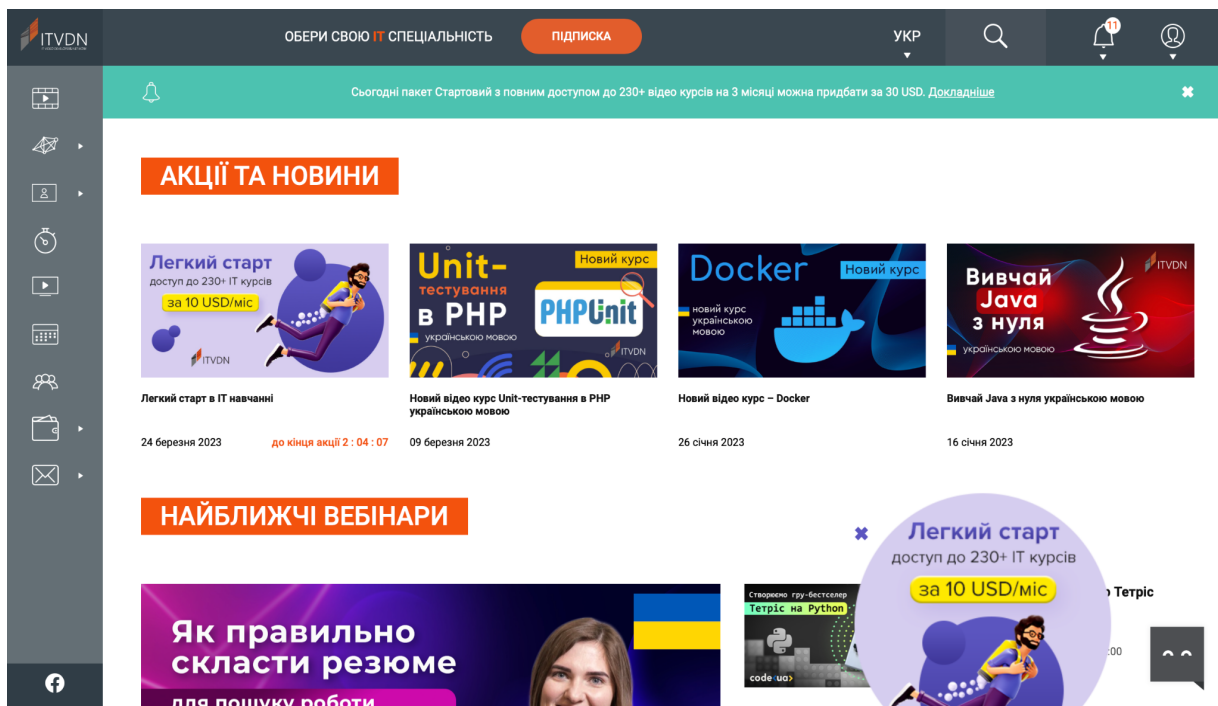 ITVDN
ОБЕРИ СВОЮ IT СПЕЦІАЛЬНІСТЬ
ПІДПИСКА
УКР
11
Сьогодні пакет Стартовий з повним доступом до 230+ відео курсів на 3 місяці можна придбати за 30 USD. Докладніше
АКЦІЇ ТА НОВИНИ
Легкий старт
доступ до 230+ IT курсів
за 10 USD/міс
ITVDN
Unit-
тестування
в PHP
українською мовою
Новий курс
PHPUnit
ITVDN
Docker
Новий курс
новий курс
українською
мовою
Вивчай
Java
з нуля
українською мовою
ITVDN
Легкий старт в IT навчанні
24 березня 2023
до кінця акції 2 : 04 : 07
Новий відео курс Unit-тестування в PHP
українською мовою
09 березня 2023
Новий відео курс – Docker
26 січня 2023
Вивчай Java з нуля українською мовою
16 січня 2023
НАЙБЛИЖЧІ ВЕБІНАРИ
Як правильно
скласти резюме
для пошуку роботи
Створюємо гру-бестселер
Тетріс на Python
code<ua>
Тетріс
:00
Легкий старт
доступ до 230+ IT курсів
за 10 USD/міс